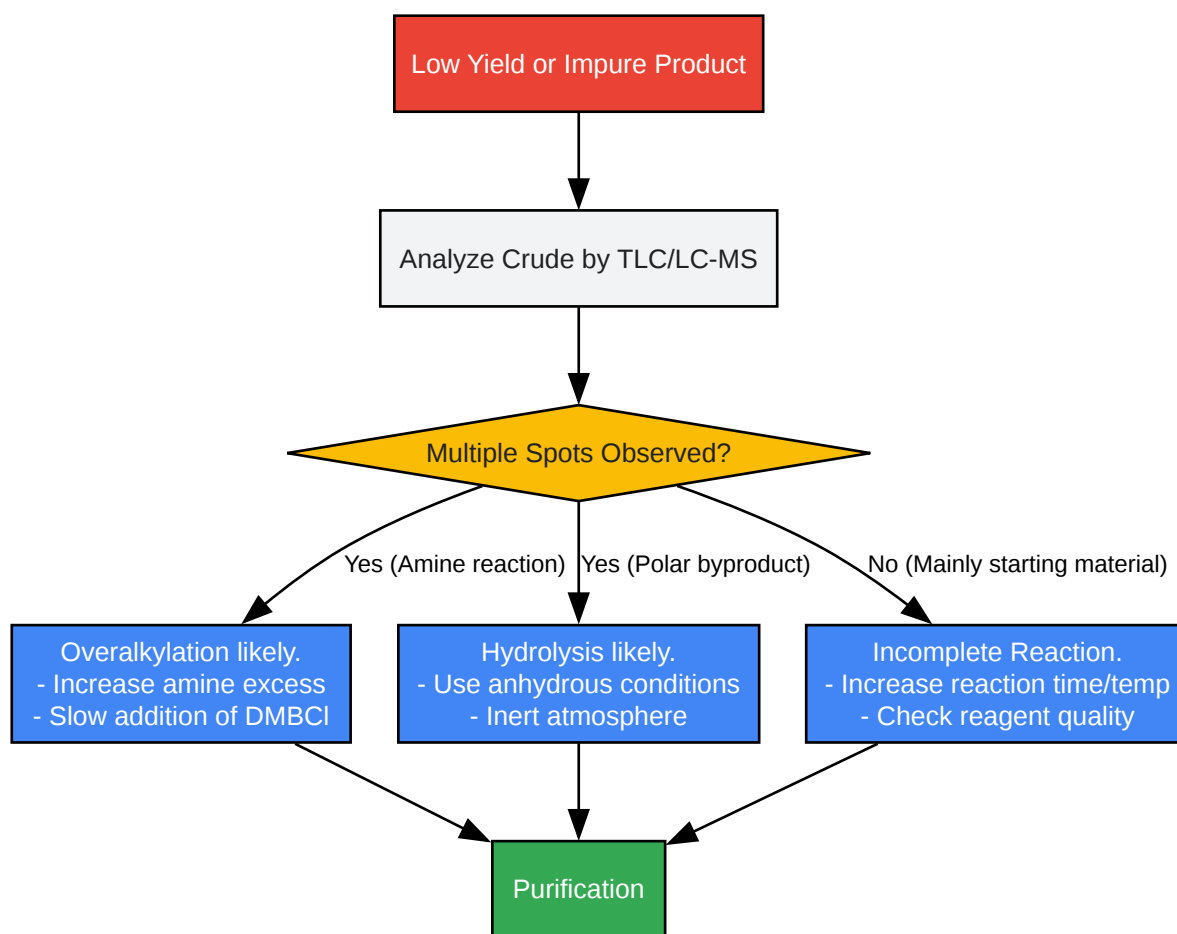 Low Yield or Impure Product
Analyze Crude by TLC/LC-MS
Multiple Spots Observed?
Yes (Amine reaction)
Yes (Polar byproduct)
No (Mainly starting material)
Overalkylation likely.
- Increase amine excess
- Slow addition of DMBCl
Hydrolysis likely.
- Use anhydrous conditions
- Inert atmosphere
Incomplete Reaction.
- Increase reaction time/temp
- Check reagent quality
Purification